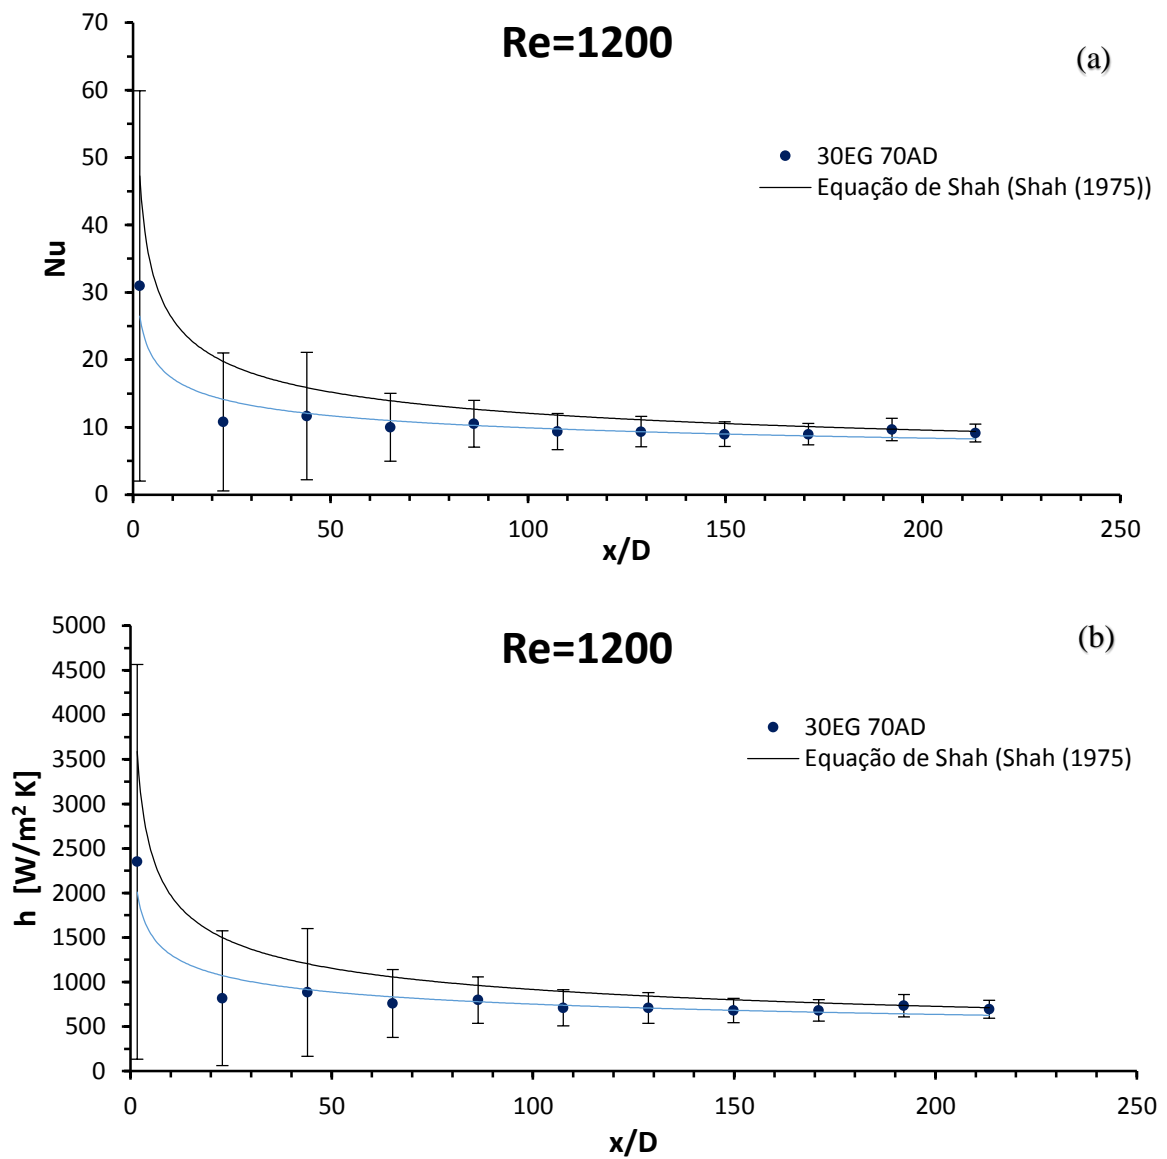 Re=1200
(a)
70
60
50
40
30
20
10
0
Nu
30EG 70AD
Equação de Shah (Shah (1975))
0 50 100 150 200 250
x/D
Re=1200
(b)
5000
4500
4000
3500
3000
2500
2000
1500
1000
500
0
h [W/m² K]
30EG 70AD
Equação de Shah (Shah (1975)
0 50 100 150 200 250
x/D